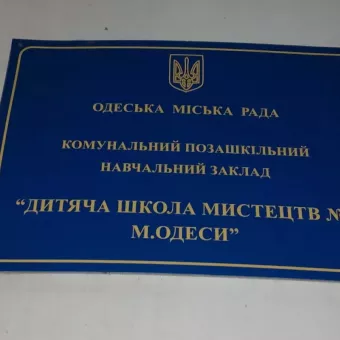 ОДЕСЬКА МІСЬКА РАДА
КОМУНАЛЬНИЙ ПОЗАШКІЛЬНИЙ
НАВЧАЛЬНИЙ ЗАКЛАД
“ДИТЯЧА ШКОЛА МИСТЕЦТВ №
М.ОДЕСИ”